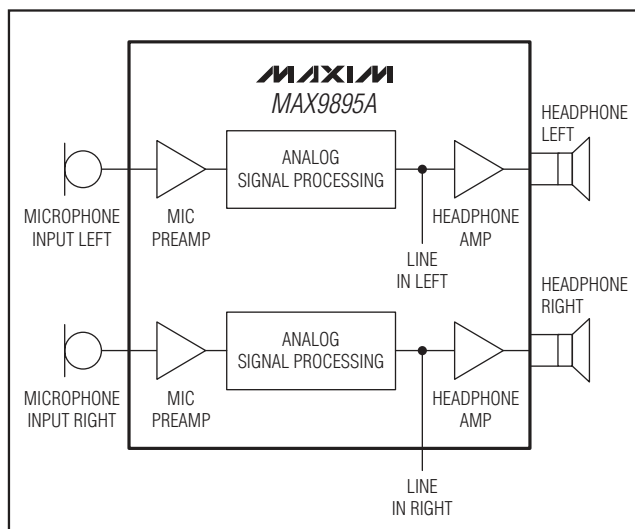 MAXIM
MAX9895A
HEADPHONE
LEFT
ANALOG
SIGNAL PROCESSING
MICROPHONE
INPUT LEFT
MIC
PREAMP
HEADPHONE
AMP
LINE
IN LEFT
HEADPHONE
RIGHT
ANALOG
SIGNAL PROCESSING
MICROPHONE
INPUT RIGHT
MIC
PREAMP
HEADPHONE
AMP
LINE
IN RIGHT